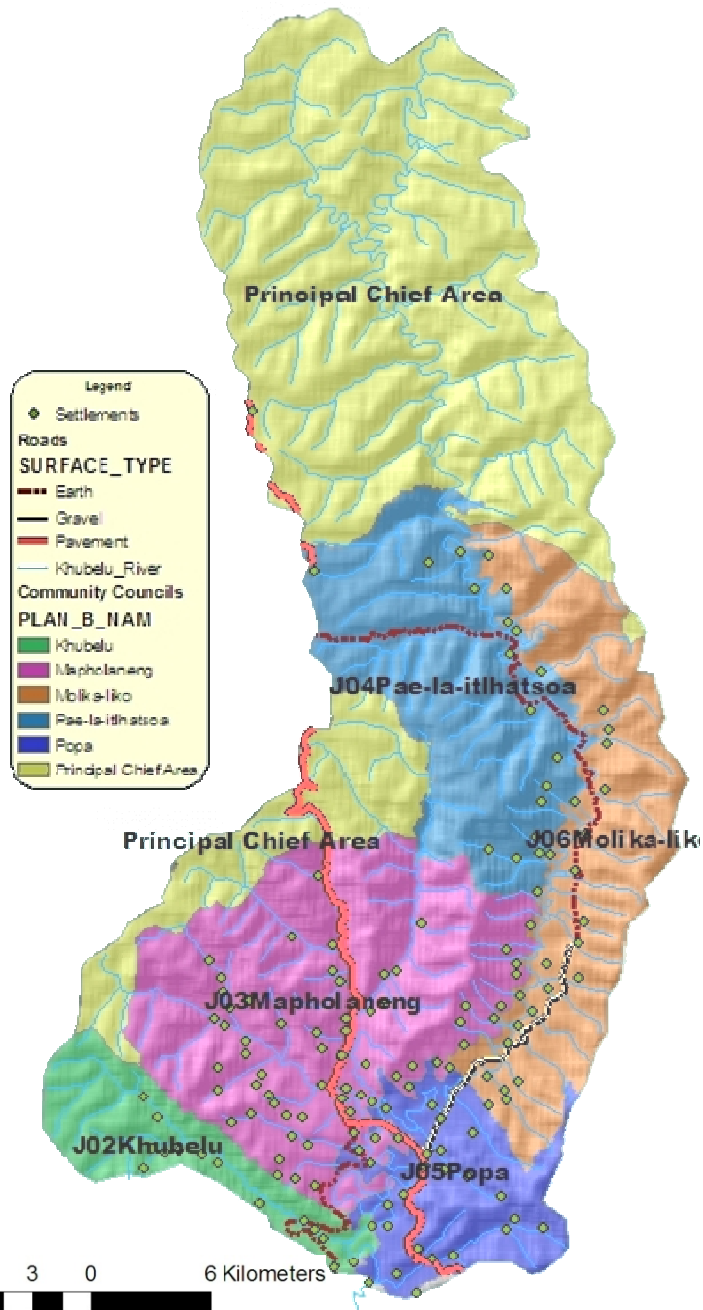 Principal Chief Area
Legend
Settlements
Roads
SURFACE_TYPE
Earth
Gravel
Pavement
Khubelu_River
Community Councils
PLAN_B_NAM
Khubelu
Mapholaneng
Molika-liko
Pae-la-itlhatsoa
Popa
Principal Chief Area
J04Pae-la-itlhatsoa
Principal Chief Area
J06Molika-lik
J03Mapholaneng
J02Khubelu
J05Popa
3 0 6 Kilometers